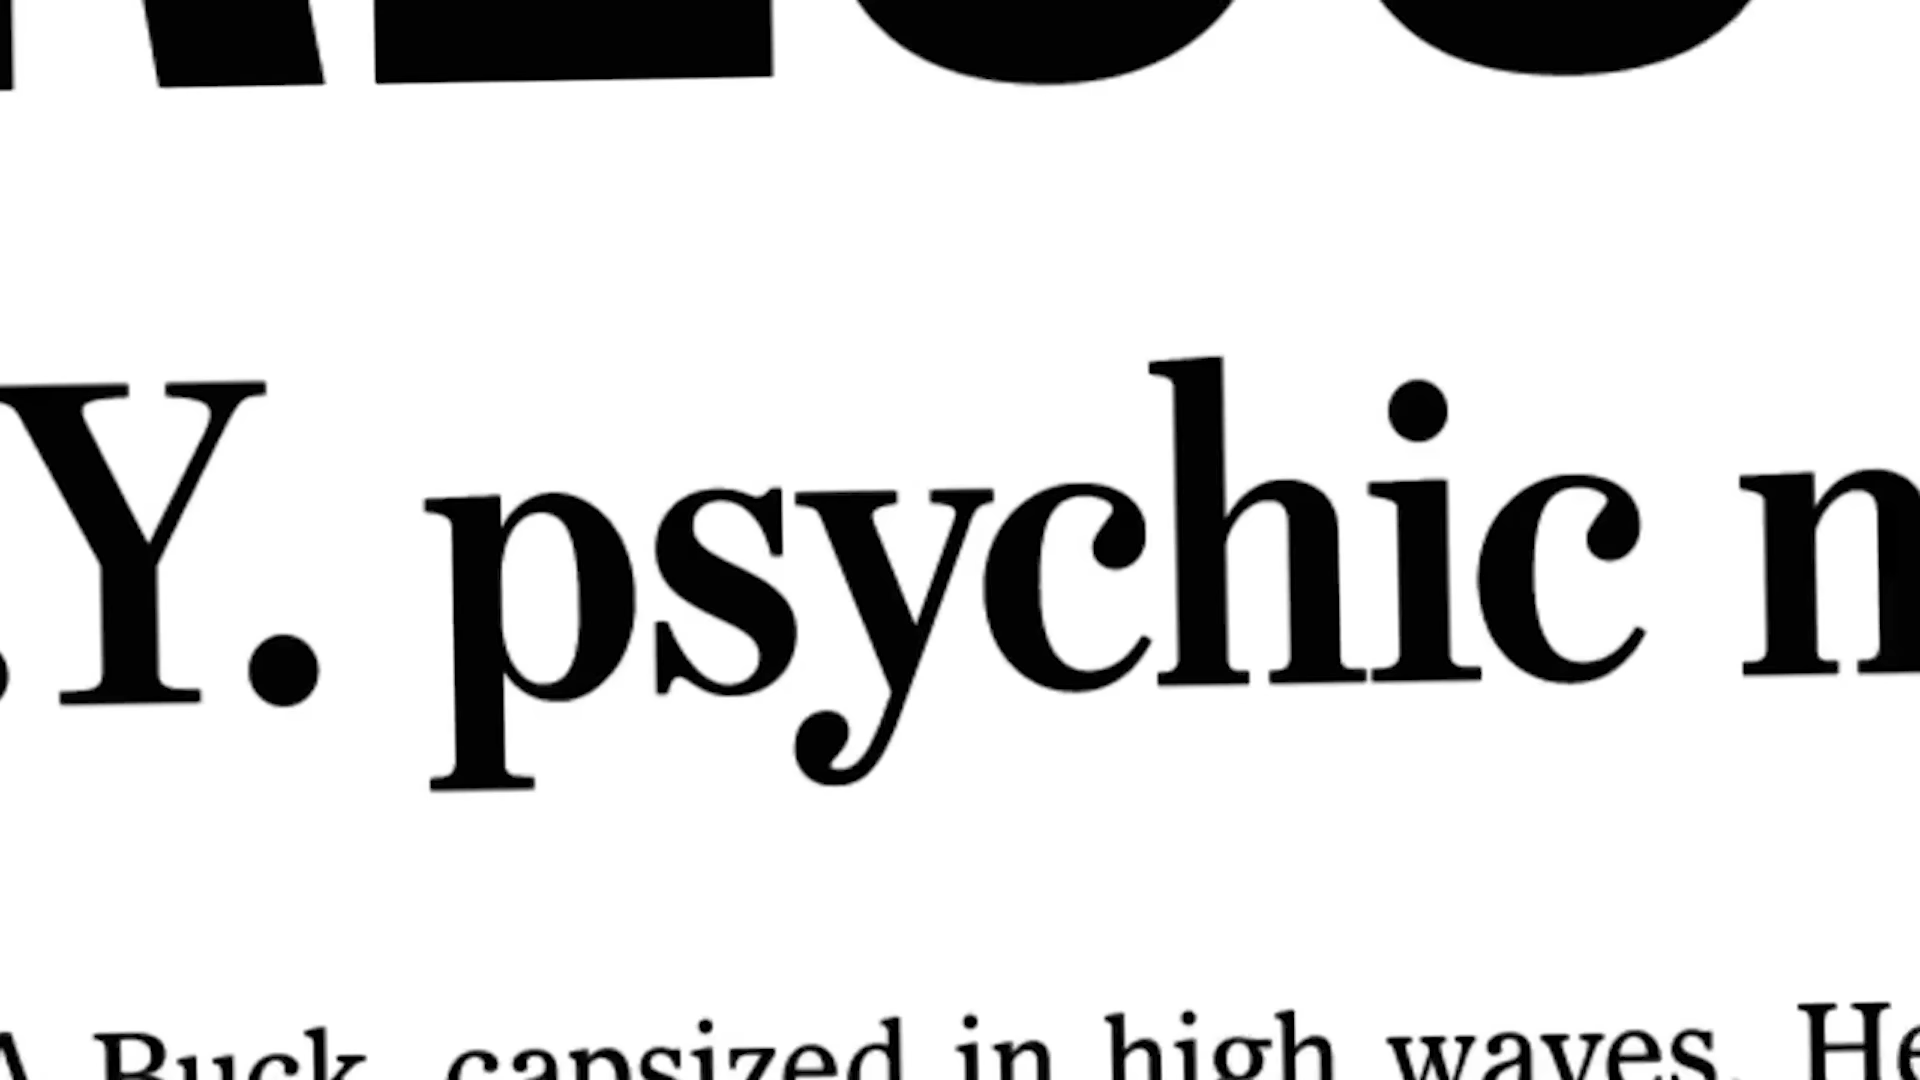 .Y. psychic
A Buck, capsized in high waves. He